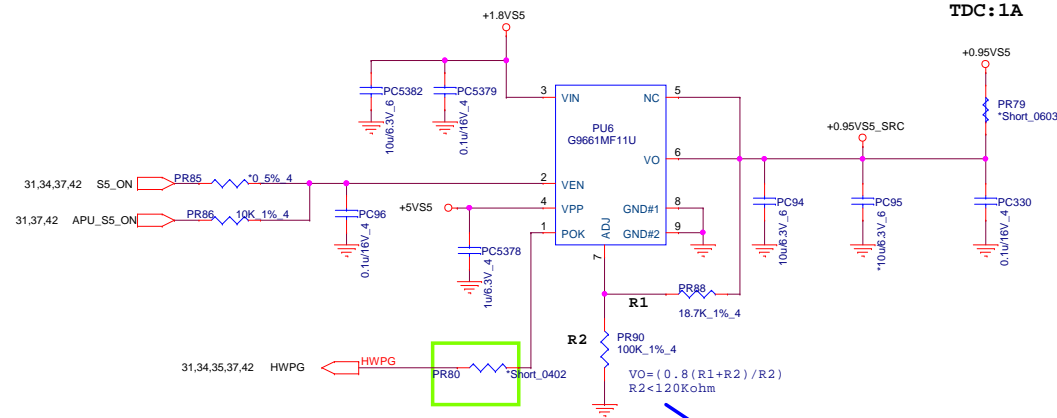 TDC:1A
+1.8VS5
+0.95VS5
PC5382
10u/6.3V_6
PC5379
0.1u/16V_4
3
VIN
NC
5
PU6
G9661MF11U
PR79
*Short_0603
+0.95VS5_SRC
VO
6
31,34,37,42
S5_ON
PR85
*0_5%_4
2
VEN
31,37,42
APU_S5_ON
PR86
10K_1%_4
PC96
0.1u/16V_4
+5VS5
4
VPP
GND#1
8
1
POK
ADJ
GND#2
9
7
PC94
10u/6.3V_6
PC95
*10u/6.3V_6
PC330
0.1u/16V_4
PC5378
1u/6.3V_4
R1
PR88
18.7K_1%_4
R2
PR90
100K_1%_4
VO=(0.8(R1+R2)/R2)
R2<120Kohm
31,34,35,37,42
HWPG
HWPG
PR80
*Short_0402